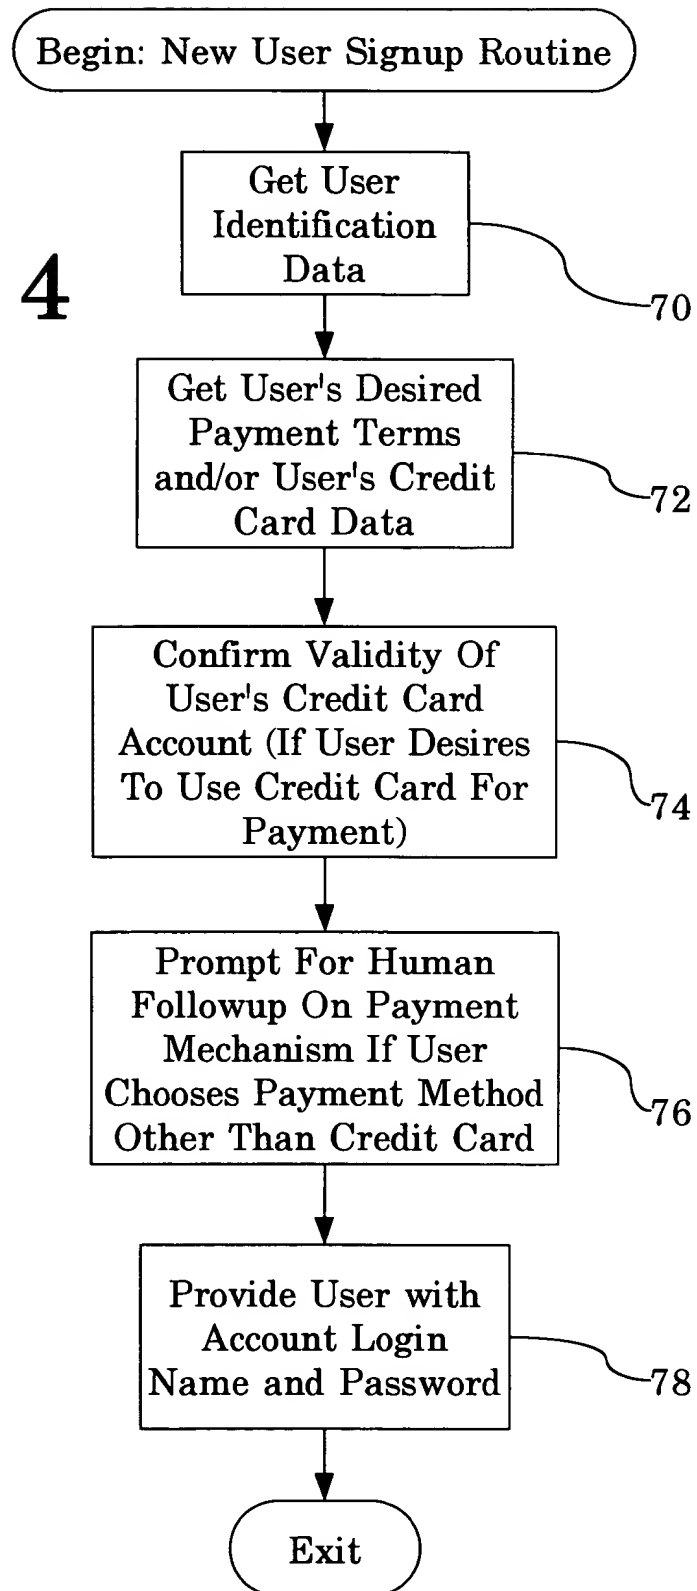 Begin: New User Signup Routine
Get User
Identification
Data
70
4
Get User's Desired
Payment Terms
and/or User's Credit
Card Data
72
Confirm Validity Of
User's Credit Card
Account (If User Desires
To Use Credit Card For
Payment)
74
Prompt For Human
Followup On Payment
Mechanism If User
Chooses Payment Method
Other Than Credit Card
76
Provide User with
Account Login
Name and Password
78
Exit